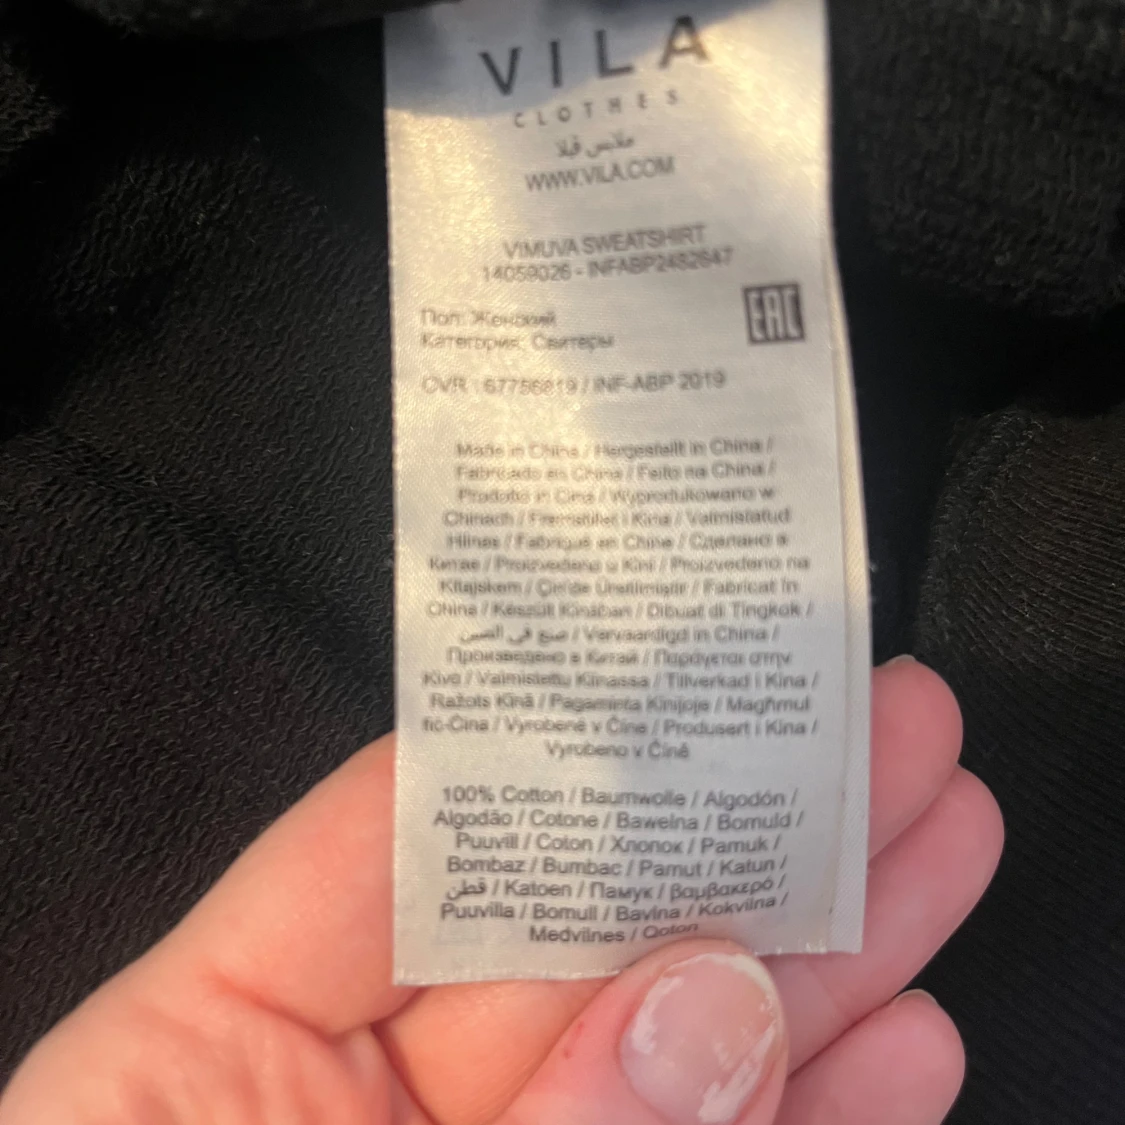 VILA
CLOTHES
ملابس ڤيلا
WWW.VILA.COM
VIMUVA SWEATSHIRT
14059026 - INFABP2482647
EAC
Пол: Женский
Категория: Свитеры
CVR : 67756819 / INF-ABP 2019
Made in China / Hergestellt in China /
Fabricado en China / Feito na China /
Prodotto in Cina / Wyprodukowano w
Chinach / Fremstillet i Kina / Valmistatud
Hiinas / Fabriqué en Chine / Сделано в
Китае / Proizvedeno u Kini / Proizvedeno na
Kitajskem / Çin'de Üretilmiştir / Fabricat în
China / Készült Kínában / Dibuat di Tiongkok /
صنع في الصين / Vervaardigd in China /
Произведено в Китай / Παράγεται στην
Κίνα / Valmistettu Kiinassa / Tillverkad i Kina /
Ražots Ķīnā / Pagaminta Kinijoje / Magħmul
fiċ-Ċina / Vyrobené v Číne / Produsert i Kina /
Vyrobeno v Číně
100% Cotton / Baumwolle / Algodón /
Algodão / Cotone / Bawełna / Bomuld /
Puuvill / Coton / Хлопок / Pamuk /
Bombaž / Bumbac / Pamut / Katun /
قطن / Katoen / Памук / βαμβακερό /
Puuvilla / Bomull / Bavlna / Kokvilna /
Medvilnės / Qoton